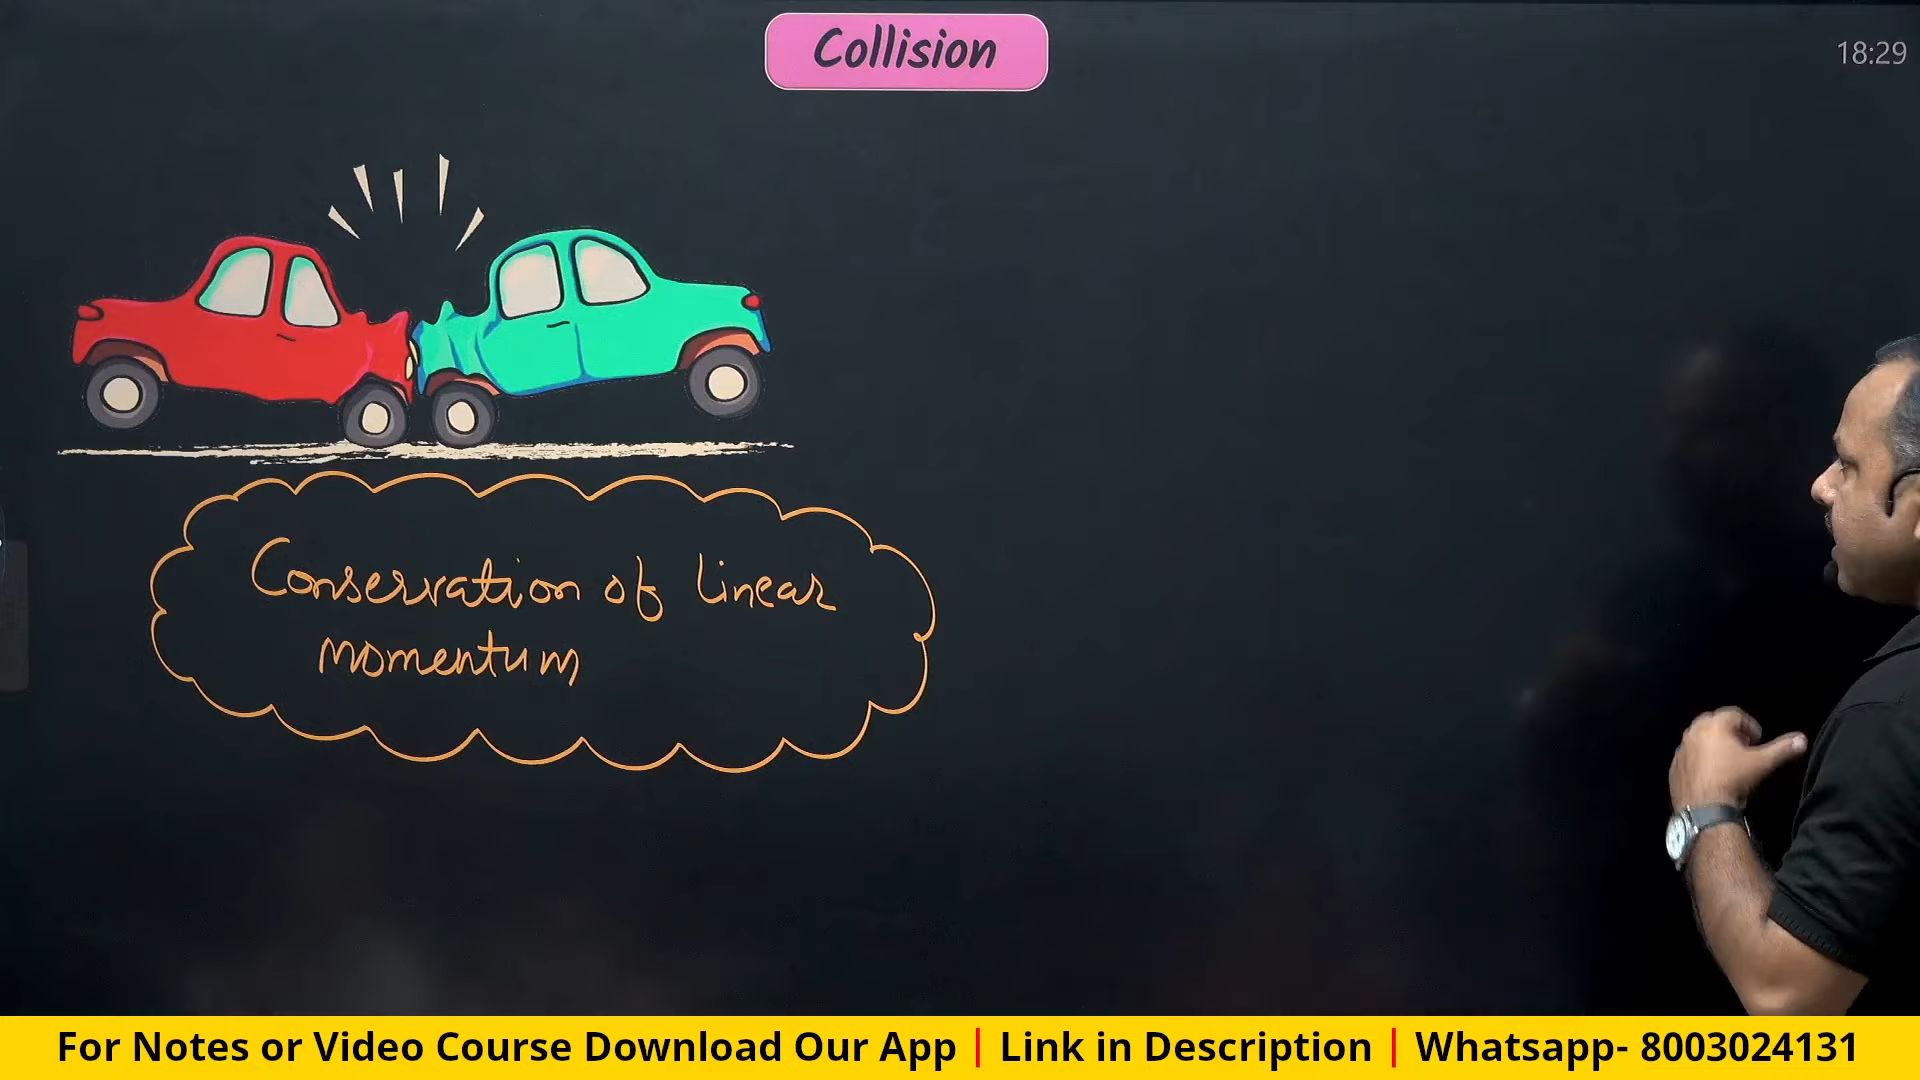 Collision
18:29
Conservation of linear
momentum
For Notes or Video Course Download Our App | Link in Description | Whatsapp- 8003024131